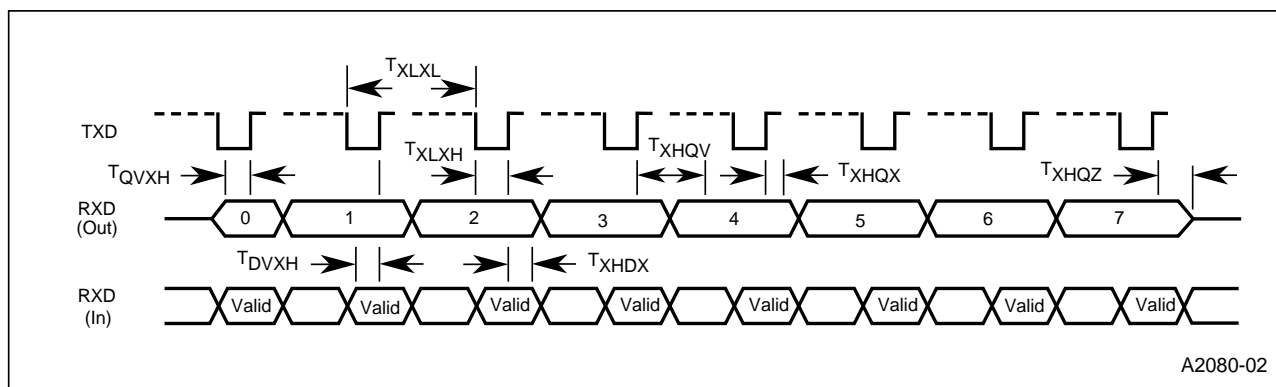 TXLXL
TXD
TXLXH
TXHQV
TQVXH
TXHQX
TXHQZ
RXD
(Out)
0 1 2 3 4 5 6 7
TDVXH
TXHDX
RXD
(In)
Valid Valid Valid Valid Valid Valid Valid Valid
A2080-02